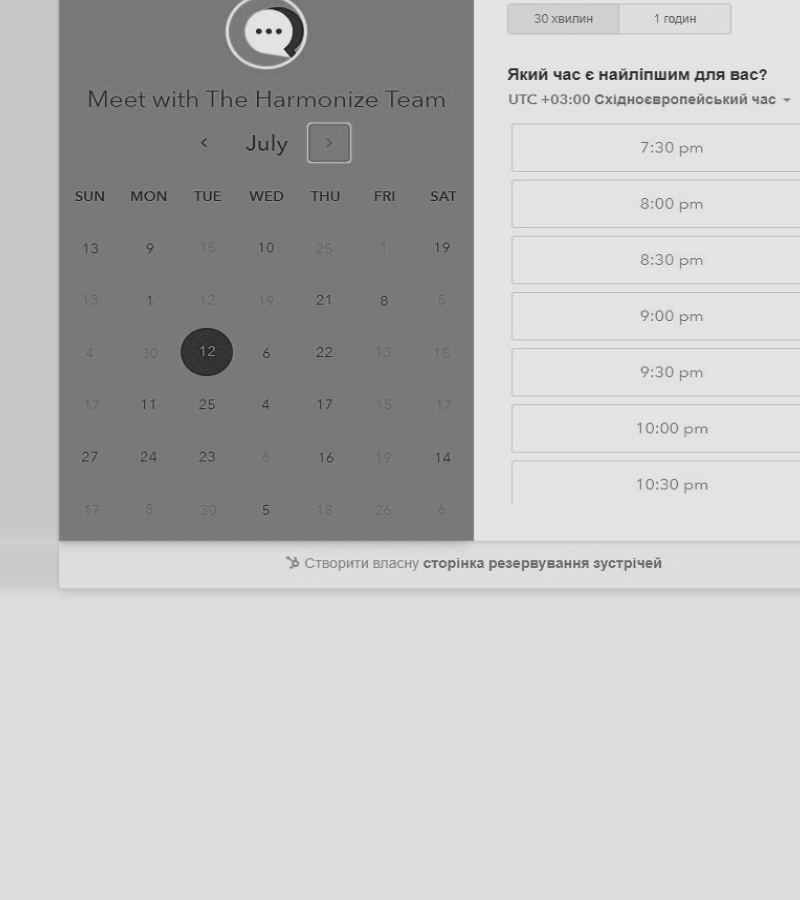 30 хвилин 1 годин
Meet with The Harmonize Team
July
SUN MON TUE WED THU FRI SAT
13 9 15 10 25 1 19
13 1 12 19 21 8 5
4 30 12 6 22 13 18
17 11 25 4 17 15 17
27 24 23 6 16 19 14
17 8 30 5 18 26 6
Який час є найліпшим для вас?
UTC +03:00 Східноєвропейський час
7:30 pm
8:00 pm
8:30 pm
9:00 pm
9:30 pm
10:00 pm
10:30 pm
Створити власну сторінка резервування зустрічей